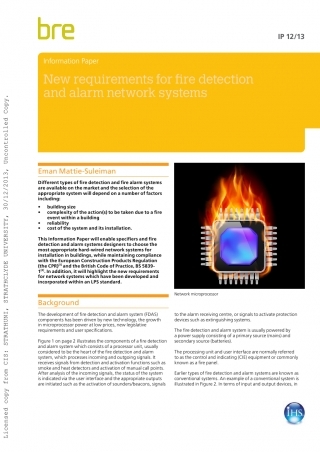 bre
IP 12/13
Information Paper
New requirements for fire detection
and alarm network systems
Eman Mattie-Suleiman
Different types of fire detection and fire alarm systems
are available on the market and the selection of the
appropriate system will depend on a number of factors
including:
• building size
• complexity of the action(s) to be taken due to a fire
event within a building
• reliability
• cost of the system and its installation.
This Information Paper will enable specifiers and fire
detection and alarm systems designers to choose the
most appropriate hard-wired network systems for
installation in buildings, while maintaining compliance
with the European Construction Products Regulation
(the CPR) and the British Code of Practice, BS 5839-
1. In addition, it will highlight the new requirements
for network systems which have been developed and
incorporated within an LPS standard.
Background
The development of fire detection and alarm system (FDAS)
components has been driven by new technology, the growth
in microprocessor power at low prices, new legislative
requirements and user specifications.
Figure 1 on page 2 illustrates the components of a fire detection
and alarm system which consists of a processor unit, usually
considered to be the heart of the fire detection and alarm
system, which processes incoming and outgoing signals. It
receives signals from detection and activation functions such as
smoke and heat detectors and activation of manual call points.
After analysis of the incoming signals, the status of the system
is indicated via the user interface and the appropriate outputs
are initiated such as the activation of sounders/beacons, signals
Network microprocessor
to the alarm receiving centre, or signals to activate protection
devices such as extinguishing systems.
The fire detection and alarm system is usually powered by
a power supply consisting of a primary source (mains) and
secondary source (batteries).
The processing unit and user interface are normally referred
to as the control and indicating (CIE) equipment or commonly
known as a fire panel.
Earlier types of fire detection and alarm systems are known as
conventional systems. An example of a conventional system is
illustrated in Figure 2. In terms of input and output devices, in
IHS
Licensed copy from CIS: STRATHUNI, STRATHCLYDE UNIVERSITY, 30/12/2013, Uncontrolled Copy.